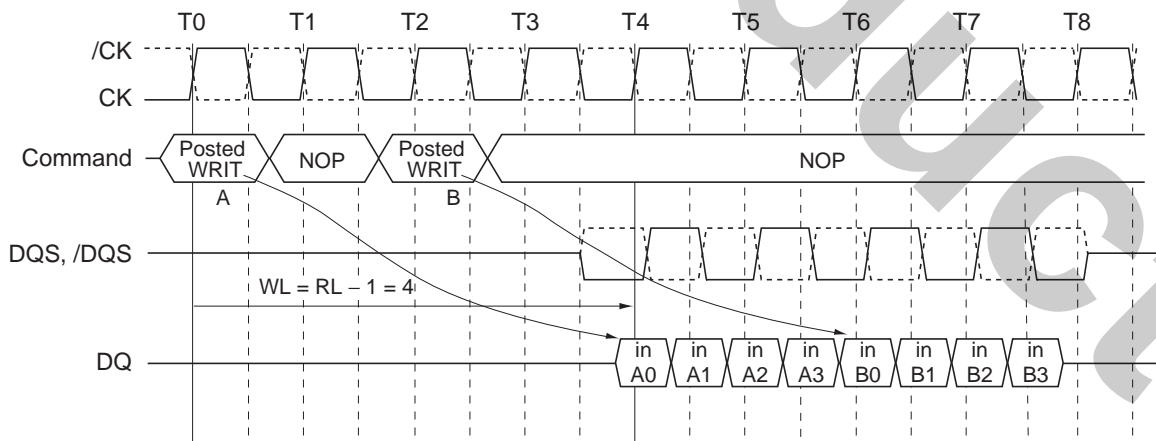 T0 T1 T2 T3 T4 T5 T6 T7 T8
/CK
CK
Command
Posted
WRIT
A
NOP
Posted
WRIT
B
NOP
DQS, /DQS
WL = RL − 1 = 4
DQ
in
A0
in
A1
in
A2
in
A3
in
B0
in
B1
in
B2
in
B3